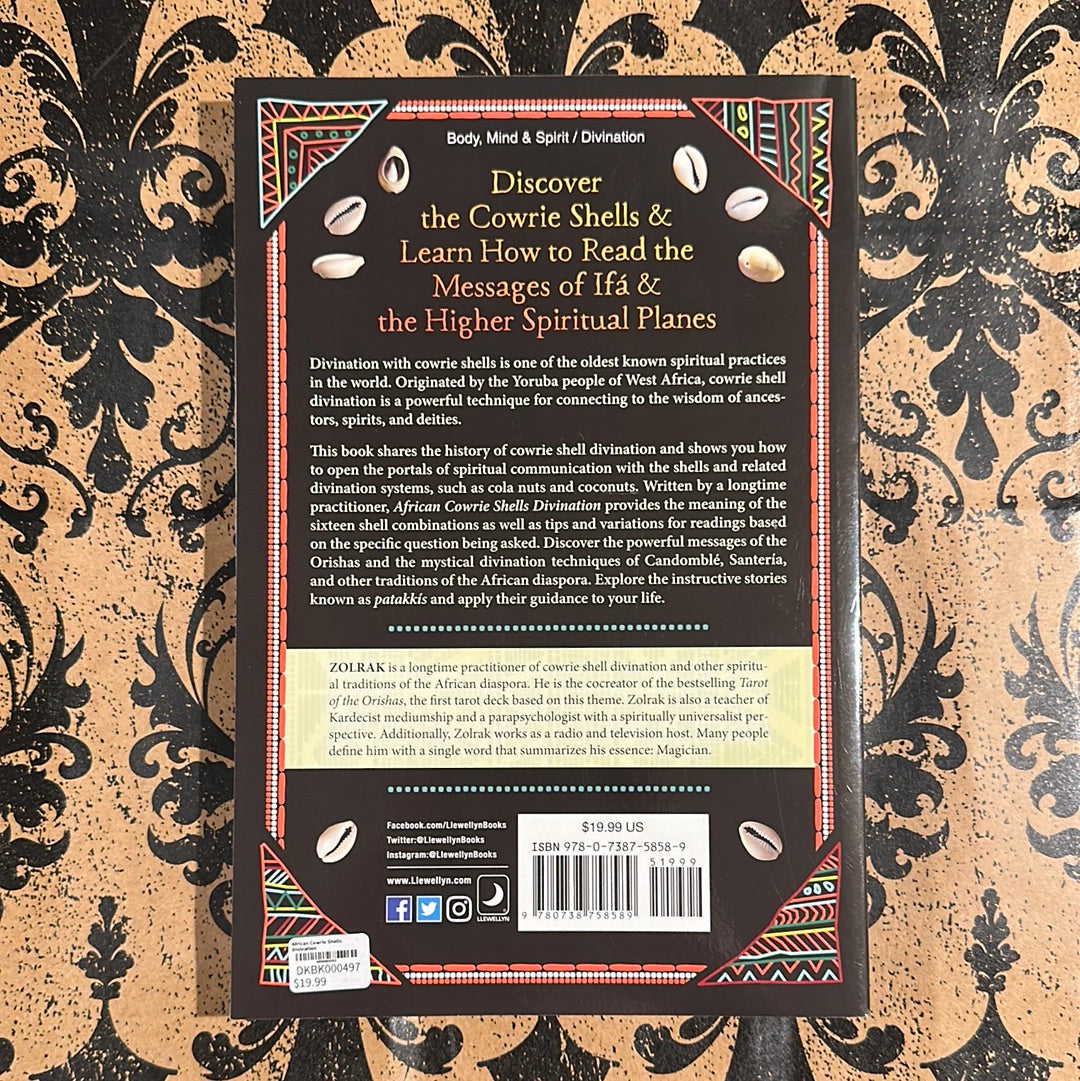 Body, Mind & Spirit / Divination
Discover
the Cowrie Shells &
Learn How to Read the
Messages of Ifá &
the Higher Spiritual Planes
Divination with cowrie shells is one of the oldest known spiritual practices
in the world. Originated by the Yoruba people of West Africa, cowrie shell
divination is a powerful technique for connecting to the wisdom of ances-
tors, spirits, and deities.
This book shares the history of cowrie shell divination and shows you how
to open the portals of spiritual communication with the shells and related
divination systems, such as cola nuts and coconuts. Written by a longtime
practitioner, African Cowrie Shells Divination provides the meaning of the
sixteen shell combinations as well as tips and variations for readings based
on the specific question being asked. Discover the powerful messages of the
Orishas and the mystical divination techniques of Candomblé, Santería,
and other traditions of the African diaspora. Explore the instructive stories
known as patakkís and apply their guidance to your life.
ZOLRAK is a longtime practitioner of cowrie shell divination and other spiritu-
al traditions of the African diaspora. He is the cocreator of the bestselling Tarot
of the Orishas, the first tarot deck based on this theme. Zolrak is also a teacher of
Kardecist mediumship and a parapsychologist with a spiritually universalist per-
spective. Additionally, Zolrak works as a radio and television host. Many people
define him with a single word that summarizes his essence: Magician.
Facebook.com/LlewellynBooks
Twitter:@LlewellynBooks
Instagram:@LlewellynBooks
www.Llewellyn.com
LLEWELLYN
$19.99 US
ISBN 978-0-7387-5858-9
51999
9 780738 758589
African Cowrie Shells
Divination
DKBK000497
$19.99